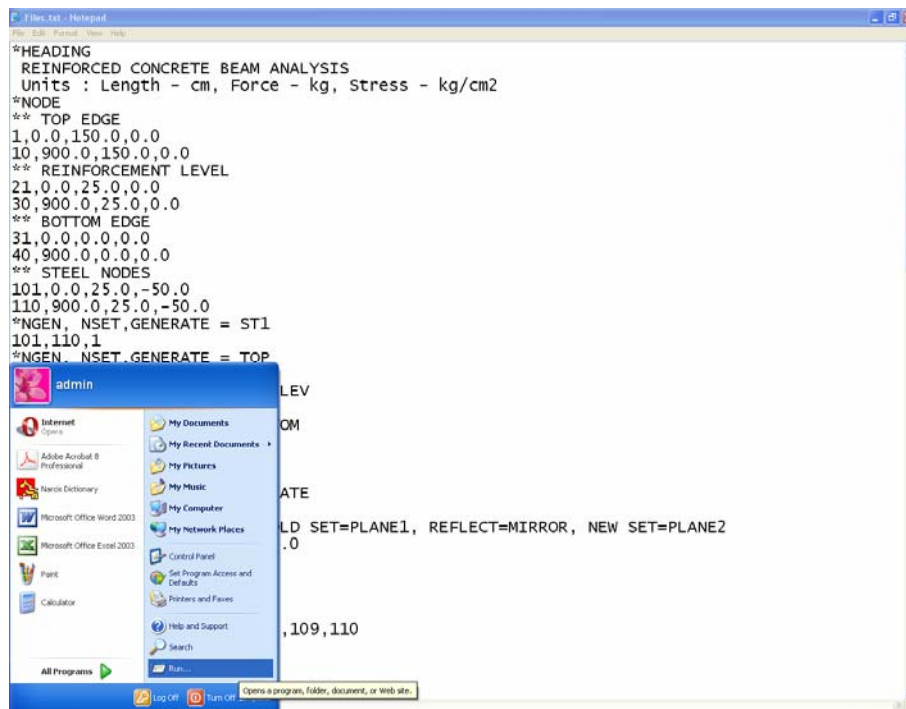 Files.txt - Notepad
File Edit Format View Help
*HEADING
REINFORCED CONCRETE BEAM ANALYSIS
Units : Length - cm, Force - kg, Stress - kg/cm2
*NODE
** TOP EDGE
1,0.0,150.0,0.0
10,900.0,150.0,0.0
** REINFORCEMENT LEVEL
21,0.0,25.0,0.0
30,900.0,25.0,0.0
** BOTTOM EDGE
31,0.0,0.0,0.0
40,900.0,0.0,0.0
** STEEL NODES
101,0.0,25.0,-50.0
110,900.0,25.0,-50.0
*NGEN, NSET,GENERATE = ST1
101,110,1
*NGEN, NSET,GENERATE = TOP
LEV
OM
ATE
LD SET=PLANE1, REFLECT=MIRROR, NEW SET=PLANE2
.0
,109,110
admin
Internet
Opera
Adobe Acrobat 8
Professional
Narcis Dictionary
Microsoft Office Word 2003
Microsoft Office Excel 2003
Paint
Calculator
All Programs
My Documents
My Recent Documents
My Pictures
My Music
My Computer
My Network Places
Control Panel
Set Program Access and
Defaults
Printers and Faxes
Help and Support
Search
Run...
Log Off
Turn Off
Opens a program, folder, document, or Web site.